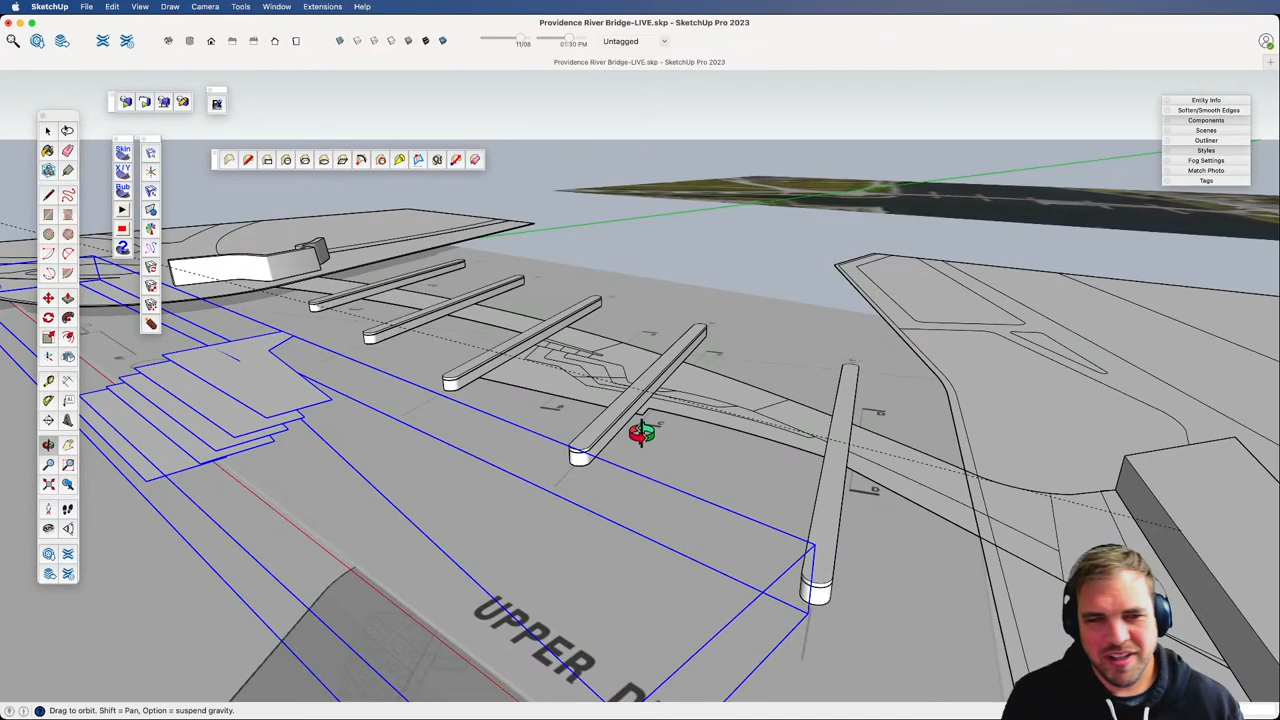 SketchUp File Edit View Draw Camera Tools Window Extensions Help
Providence River Bridge-LIVE.skp - SketchUp Pro 2023
11/08 01:30 PM Untagged
Providence River Bridge-LIVE.skp - SketchUp Pro 2023
Entity Info
Soften/Smooth Edges
Components
Scenes
Outliner
Styles
Fog Settings
Match Photo
Tags
Skin
X/Y
Bub
UPPER D
Drag to orbit. Shift = Pan, Option = suspend gravity.